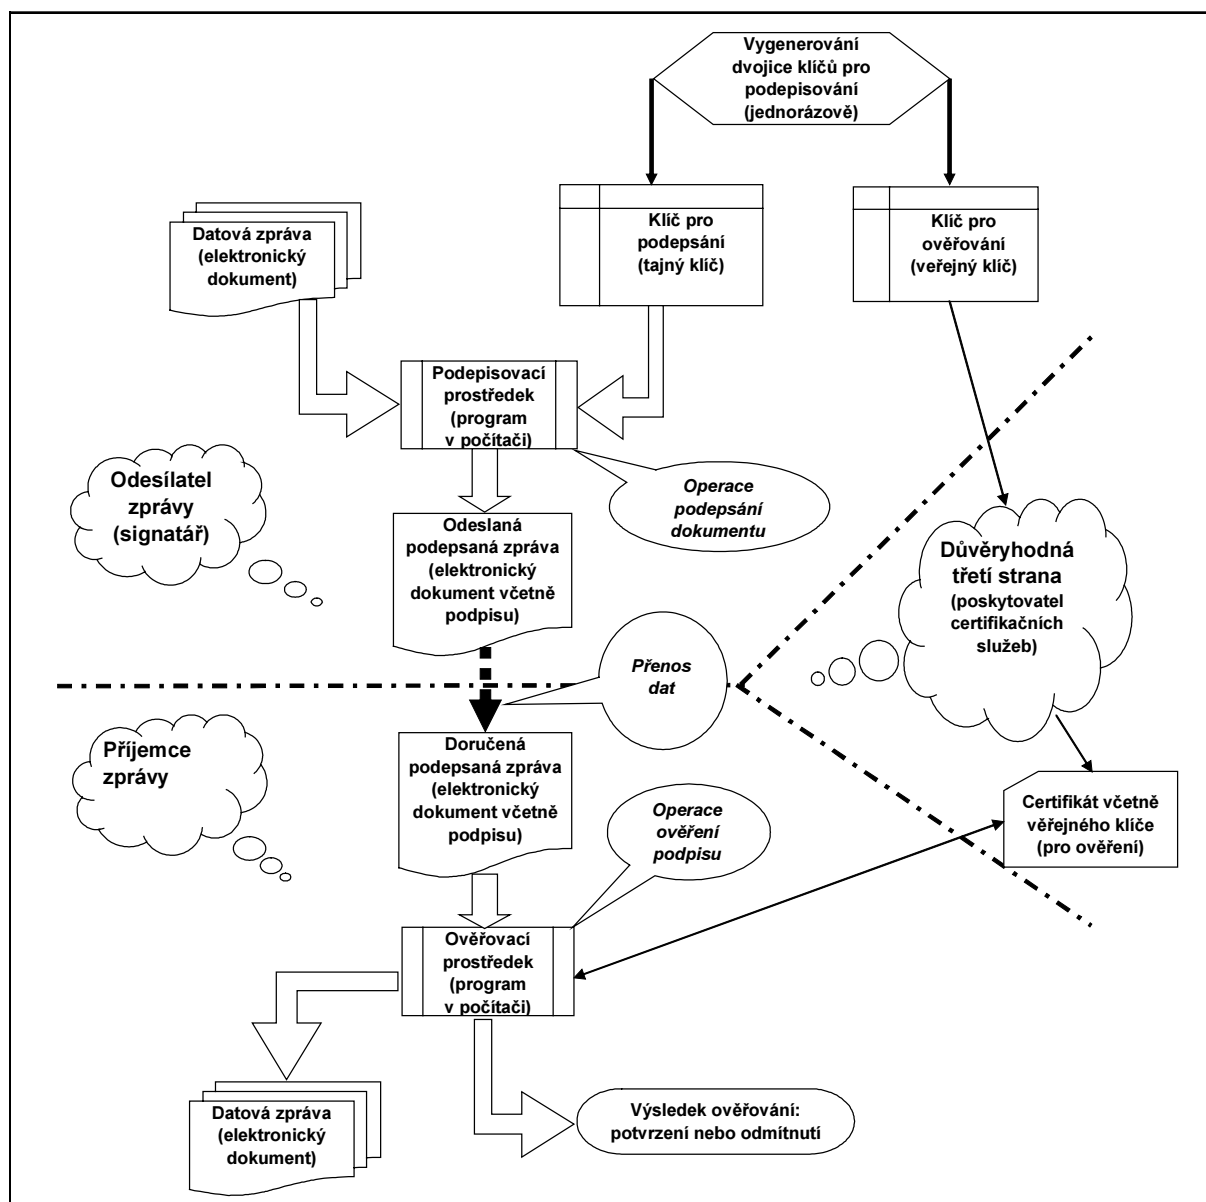 Vygenerování
dvojice klíčů pro
podepisování
(jednorázově)
Klíč pro
podepsání
(tajný klíč)
Klíč pro
ověřování
(veřejný klíč)
Datová zpráva
(elektronický
dokument)
Podepisovací
prostředek
(program
v počítači)
Odesílatel
zprávy
(signatář)
Operace
podepsání
dokumentu
Odeslaná
podepsaná zpráva
(elektronický
dokument včetně
podpisu)
Důvěryhodná
třetí strana
(poskytovatel
certifikačních
služeb)
Přenos
dat
Příjemce
zprávy
Doručená
podepsaná zpráva
(elektronický
dokument včetně
podpisu)
Operace
ověření
podpisu
Certifikát včetně
věřejného klíče
(pro ověření)
Ověřovací
prostředek
(program
v počítači)
Datová zpráva
(elektronický
dokument)
Výsledek ověřování:
potvrzení nebo odmítnutí